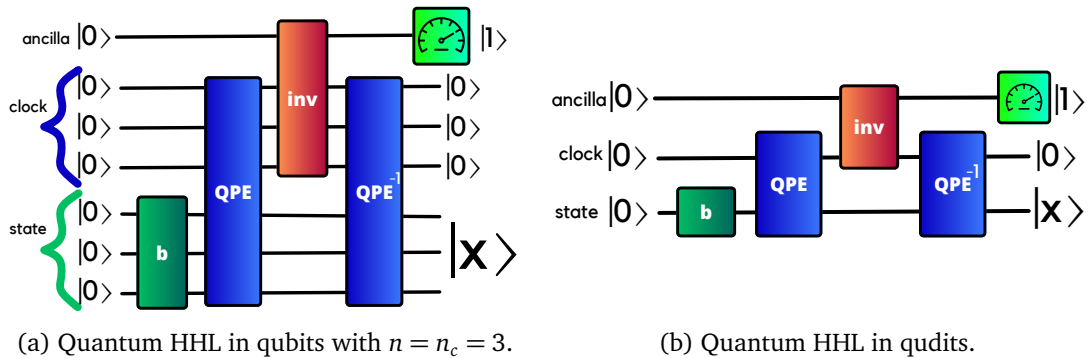 ancilla |0⟩ inv |1⟩
clock |0⟩ |0⟩
|0⟩ |0⟩
|0⟩ |0⟩
QPE QPE⁻¹
state |0⟩
|0⟩ b |x⟩
|0⟩
(a) Quantum HHL in qubits with n = n_c = 3.
ancilla |0⟩ inv |1⟩
clock |0⟩ QPE QPE⁻¹ |0⟩
state |0⟩ b |x⟩
(b) Quantum HHL in qudits.